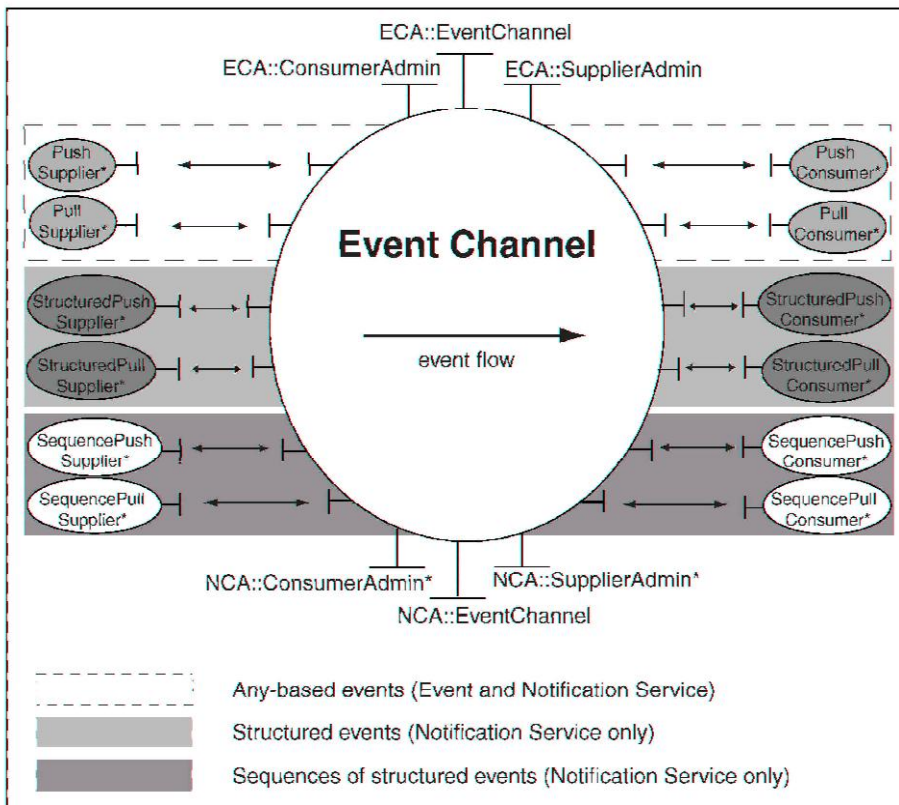 ECA::EventChannel
ECA::ConsumerAdmin
ECA::SupplierAdmin
Push
Supplier*
Push
Consumer*
Pull
Supplier*
Pull
Consumer*
Event Channel
StructuredPush
Supplier*
StructuredPush
Consumer*
event flow
StructuredPull
Supplier*
StructuredPull
Consumer*
SequencePush
Supplier*
SequencePush
Consumer*
SequencePull
Supplier*
SequencePull
Consumer*
NCA::ConsumerAdmin*
NCA::SupplierAdmin*
NCA::EventChannel
Any-based events (Event and Notification Service)
Structured events (Notification Service only)
Sequences of structured events (Notification Service only)